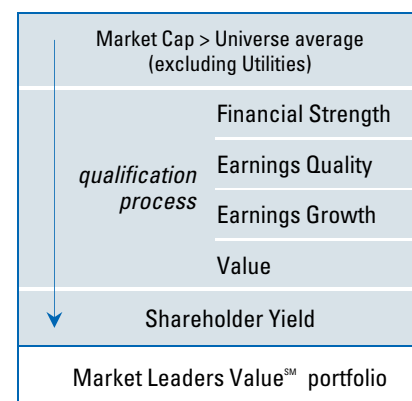 Market Cap > Universe average
(excluding Utilities)
Financial Strength
qualification
process
Earnings Quality
Earnings Growth
Value
Shareholder Yield
Market Leaders Value℠ portfolio